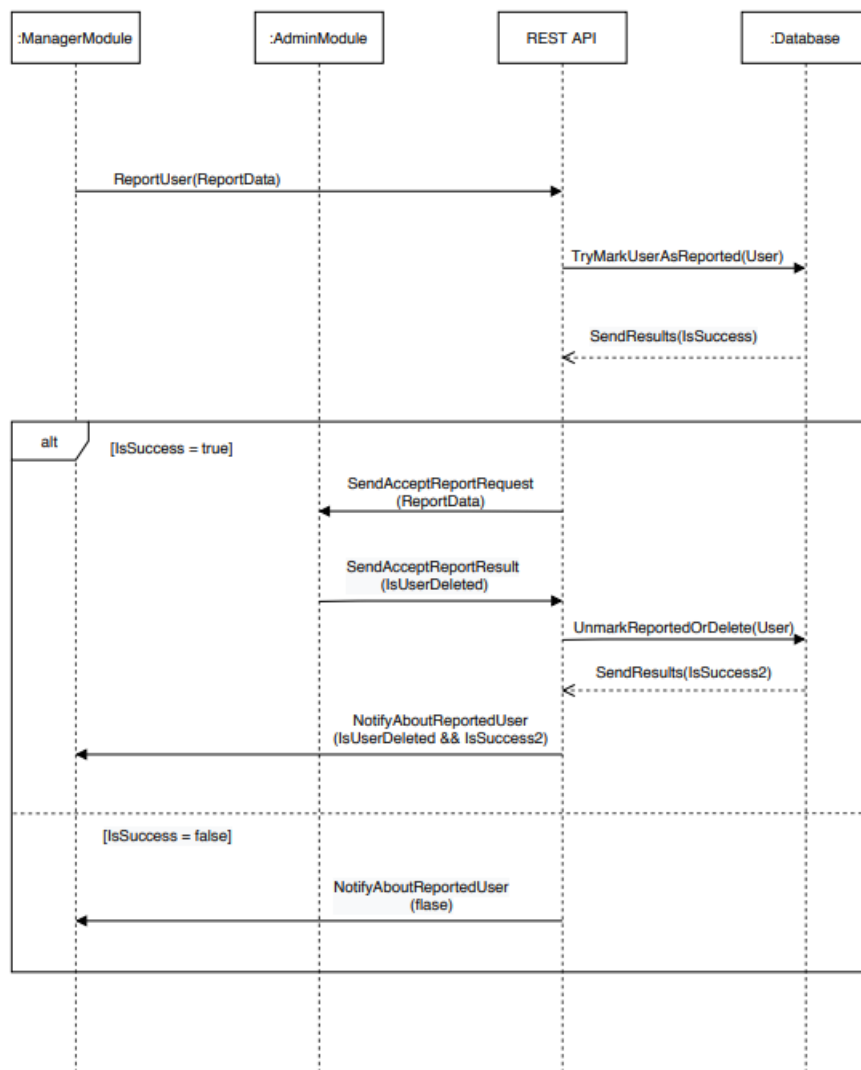 :ManagerModule
:AdminModule
REST API
:Database
ReportUser(ReportData)
TryMarkUserAsReported(User)
SendResults(IsSuccess)
alt
[IsSuccess = true]
SendAcceptReportRequest
(ReportData)
SendAcceptReportResult
(IsUserDeleted)
UnmarkReportedOrDelete(User)
SendResults(IsSuccess2)
NotifyAboutReportedUser
(IsUserDeleted && IsSuccess2)
[IsSuccess = false]
NotifyAboutReportedUser
(flase)